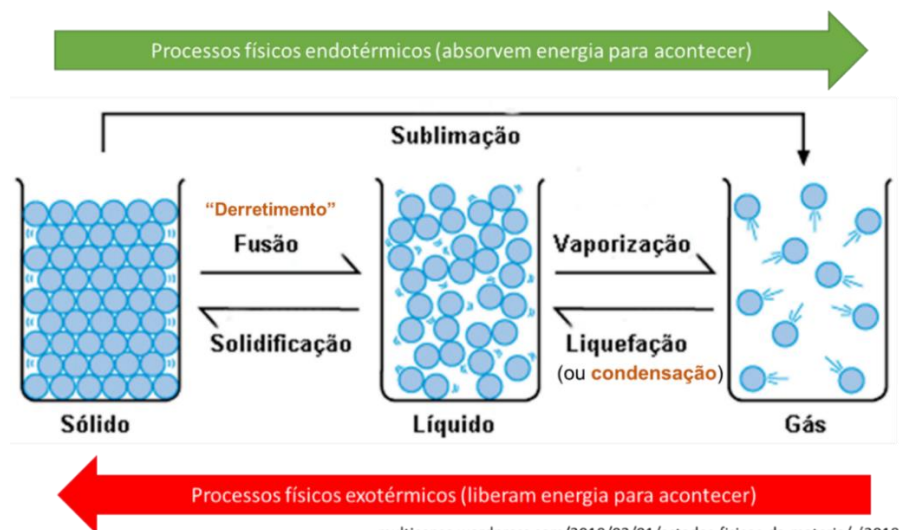 Processos físicos endotérmicos (absorvem energia para acontecer)
Sublimação
“Derretimento”
Fusão
Vaporização
Solidificação
Liquefação
(ou condensação)
Sólido
Líquido
Gás
Processos físicos exotérmicos (liberam energia para acontecer)